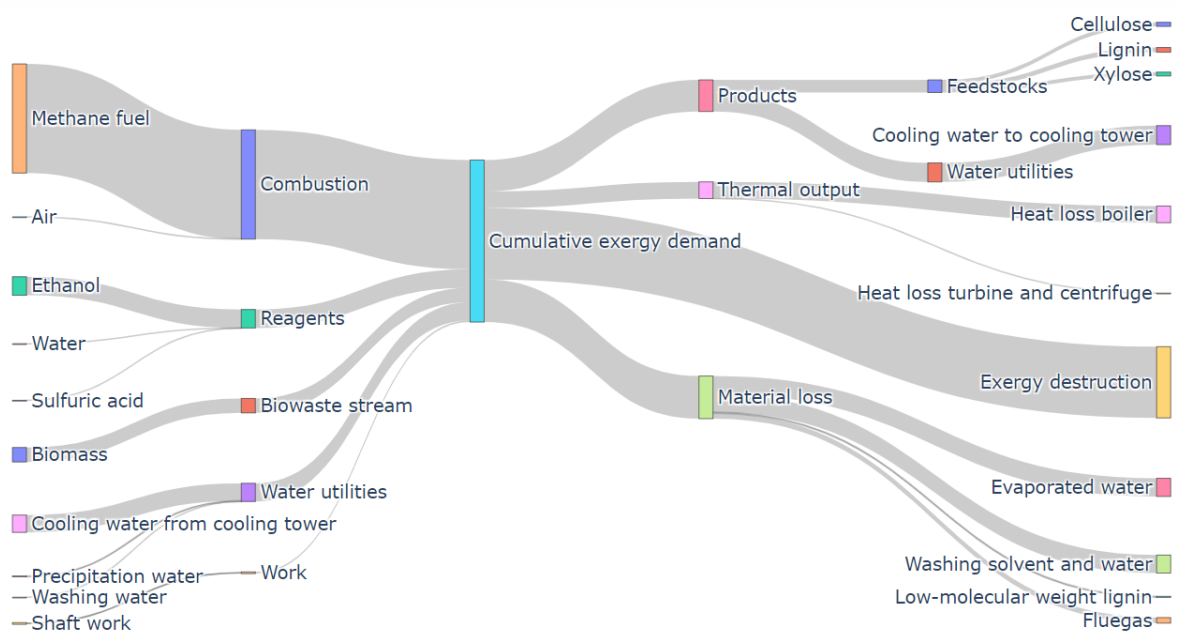 Methane fuel
Air
Ethanol
Water
Sulfuric acid
Biomass
Cooling water from cooling tower
Precipitation water
Washing water
Shaft work
Combustion
Reagents
Biowaste stream
Water utilities
Work
Cumulative exergy demand
Products
Thermal output
Material loss
Feedstocks
Water utilities
Cellulose
Lignin
Xylose
Cooling water to cooling tower
Heat loss boiler
Heat loss turbine and centrifuge
Exergy destruction
Evaporated water
Washing solvent and water
Low-molecular weight lignin
Fluegas